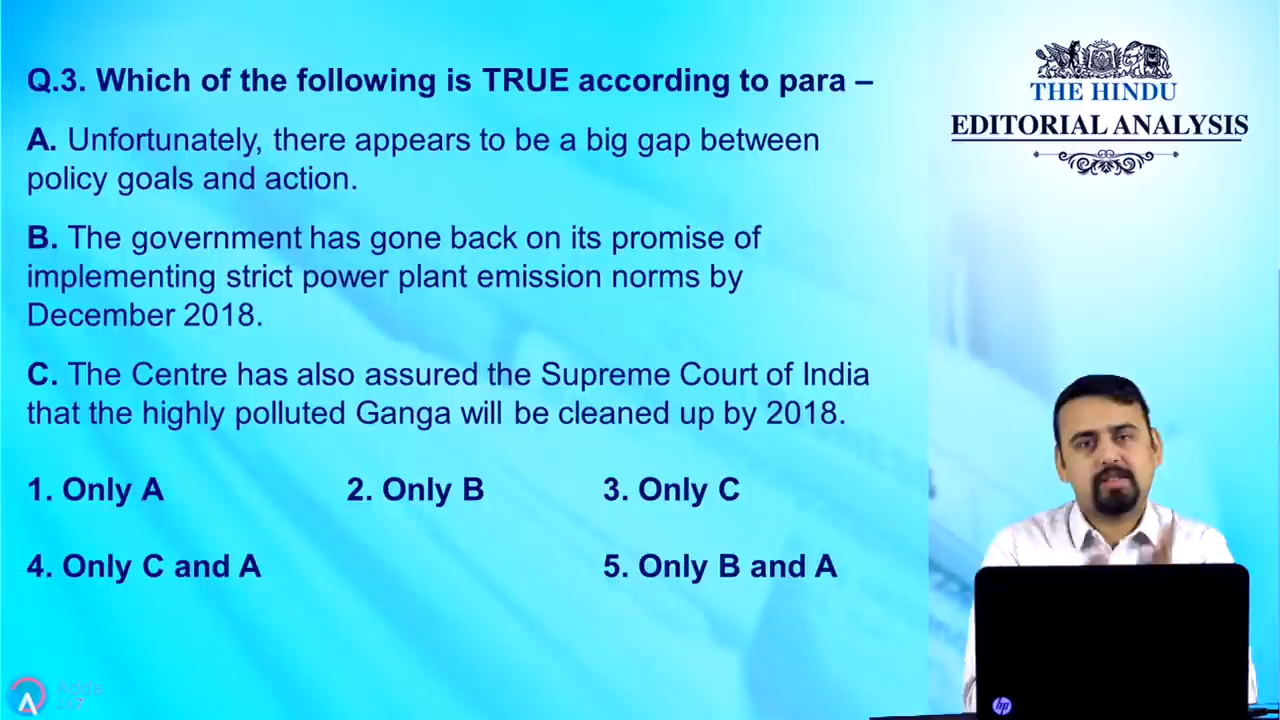 Q.3. Which of the following is TRUE according to para –
A. Unfortunately, there appears to be a big gap between
policy goals and action.
B. The government has gone back on its promise of
implementing strict power plant emission norms by
December 2018.
C. The Centre has also assured the Supreme Court of India
that the highly polluted Ganga will be cleaned up by 2018.
1. Only A 2. Only B 3. Only C
4. Only C and A 5. Only B and A
THE HINDU
EDITORIAL ANALYSIS
hp
Adda
247